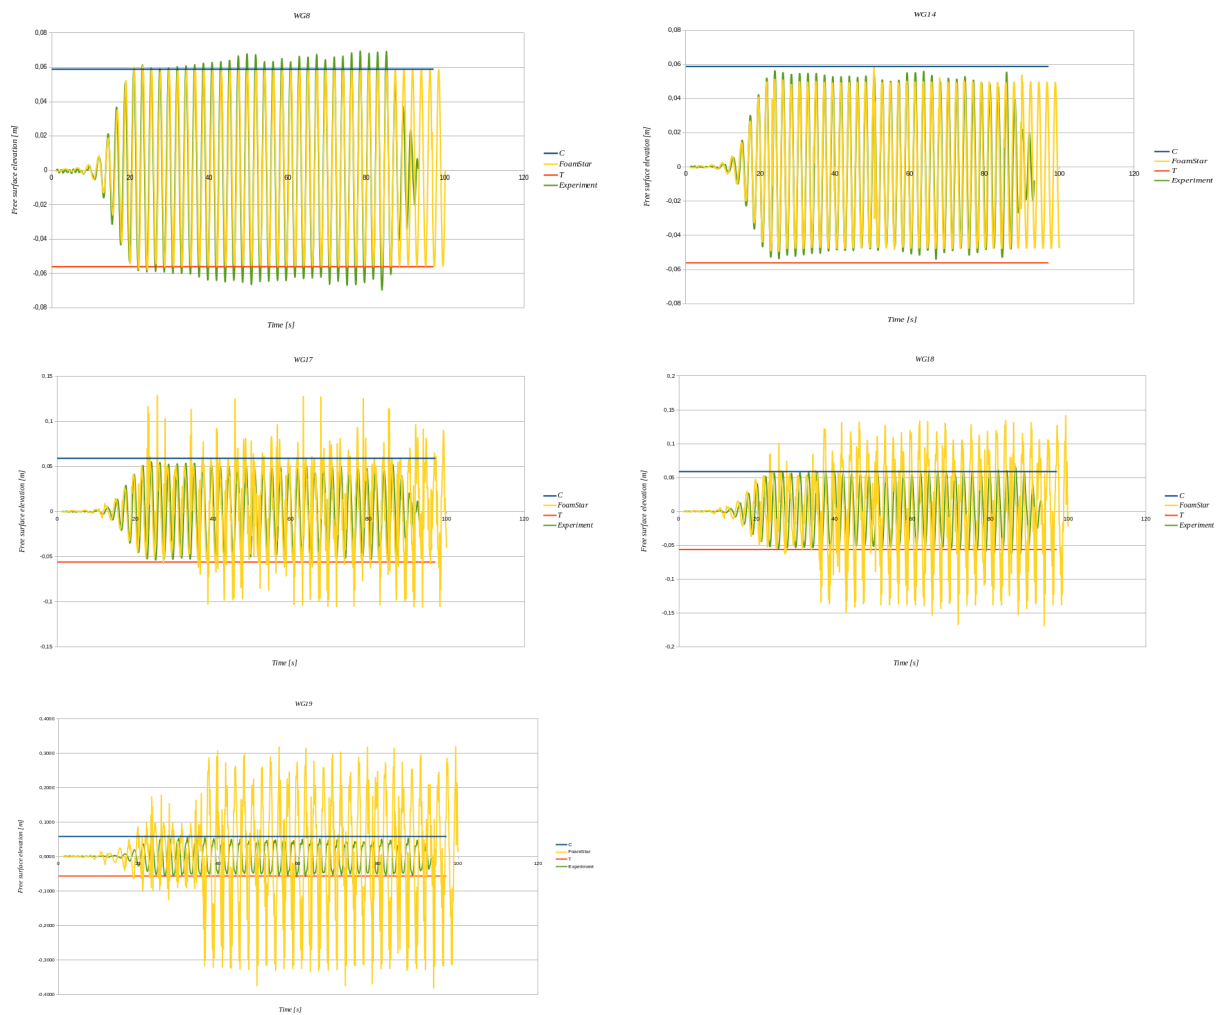 WG8
0,08
0,06
0,04
0,02
0
-0,02
-0,04
-0,06
-0,08
0 20 40 60 80 100 120
Free surface elevation [m]
Time [s]
C
FoamStar
T
Experiment
WG14
0,08
0,06
0,04
0,02
0
-0,02
-0,04
-0,06
-0,08
0 20 40 60 80 100 120
Free surface elevation [m]
Time [s]
C
FoamStar
T
Experiment
WG17
0,15
0,1
0,05
0
-0,05
-0,1
-0,15
0 20 40 60 80 100 120
Free surface elevation [m]
Time [s]
C
FoamStar
T
Experiment
WG18
0,2
0,15
0,1
0,05
0
-0,05
-0,1
-0,15
-0,2
0 20 40 60 80 100 120
Free surface elevation [m]
Time [s]
C
FoamStar
T
Experiment
WG19
0,4000
0,3000
0,2000
0,1000
0,0000
-0,1000
-0,2000
-0,3000
-0,4000
0 20 40 60 80 100 120
Free surface elevation [m]
Time [s]
C
FoamStar
T
Experiment